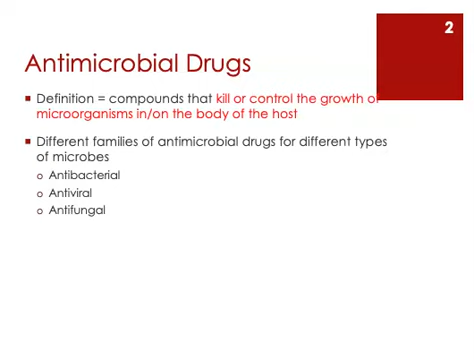 2
Antimicrobial Drugs
▪ Definition = compounds that kill or control the growth of
microorganisms in/on the body of the host
▪ Different families of antimicrobial drugs for different types
of microbes
o Antibacterial
o Antiviral
o Antifungal